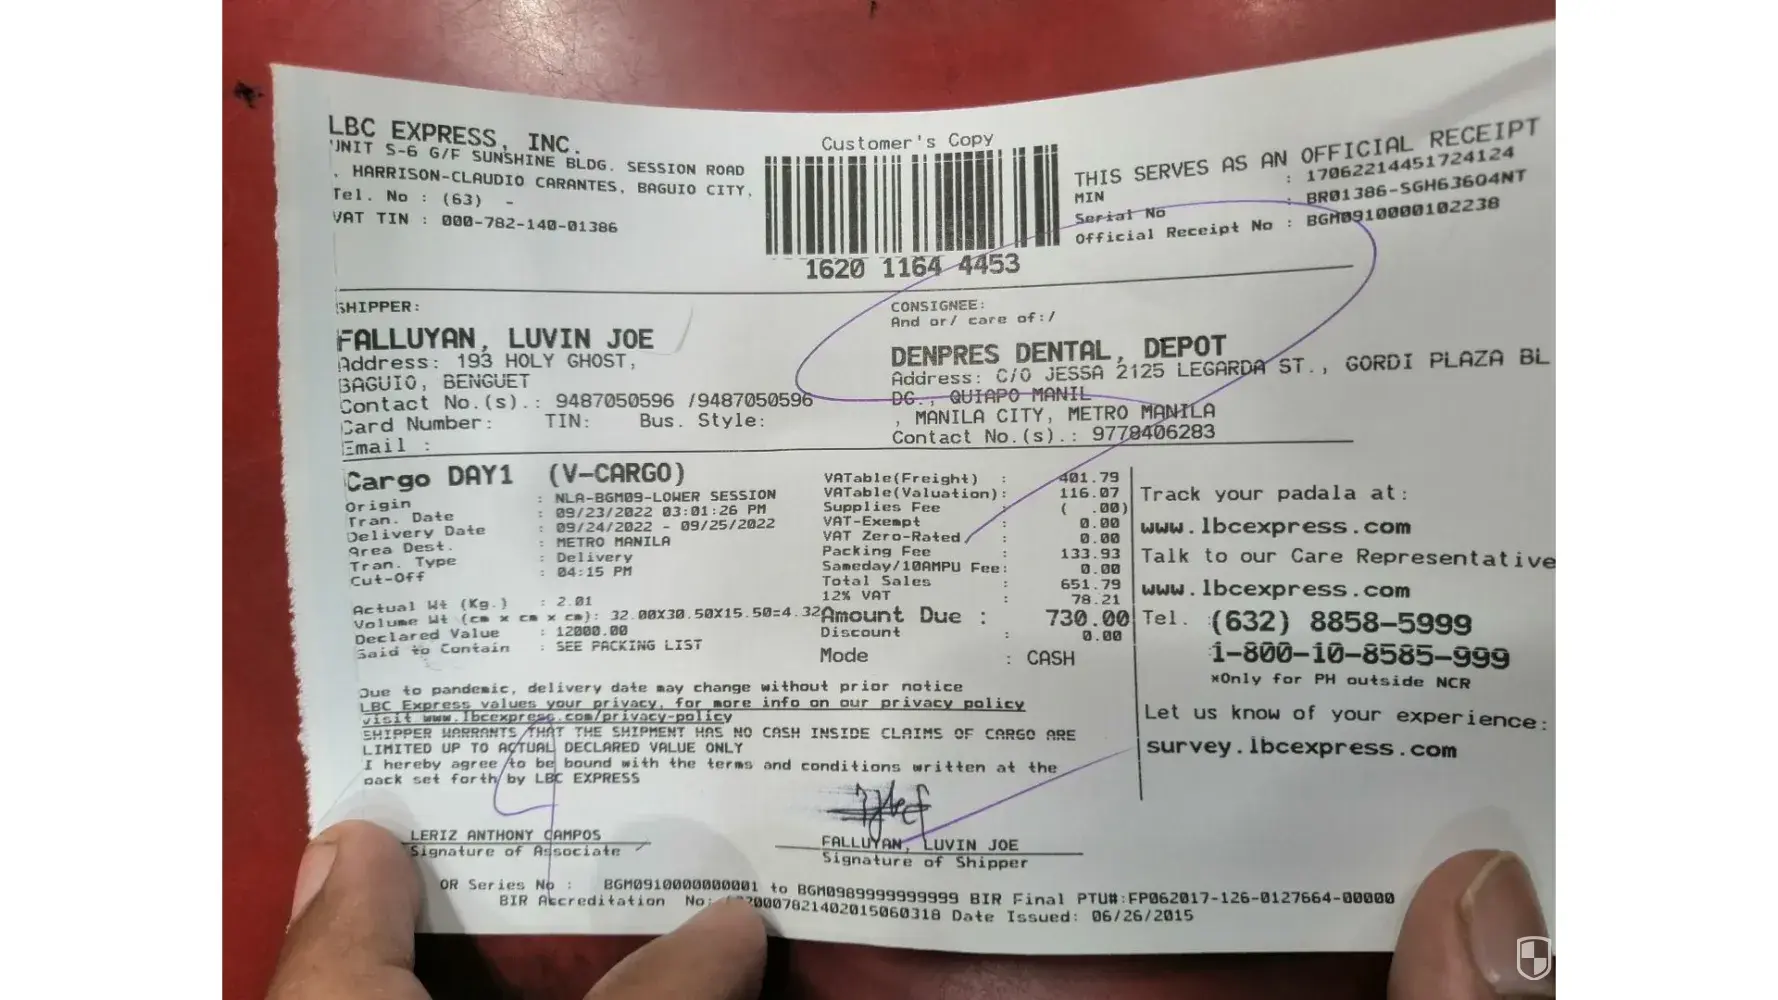 LBC EXPRESS, INC.
UNIT S-6 G/F SUNSHINE BLDG. SESSION ROAD
, HARRISON-CLAUDIO CARANTES, BAGUIO CITY,
Tel. No : (63) -
VAT TIN : 000-782-140-01386
Customer's Copy
1620 1164 4453
THIS SERVES AS AN OFFICIAL RECEIPT
MIN : 17062214451724124
Serial No : BR01386-SGH63604NT
Official Receipt No : BGM0910000102238
SHIPPER:
FALLUYAN, LUVIN JOE
Address: 193 HOLY GHOST,
BAGUIO, BENGUET
Contact No.(s).: 9487050596 /9487050596
Card Number: TIN: Bus. Style:
Email :
CONSIGNEE:
And or/ care of:/
DENPRES DENTAL, DEPOT
Address: C/O JESSA 2125 LEGARDA ST., GORDI PLAZA BL
DG., QUIAPO MANIL
, MANILA CITY, METRO MANILA
Contact No.(s).: 9778406283
Cargo DAY1 (V-CARGO)
Origin : NLA-BGM09-LOWER SESSION
Tran. Date : 09/23/2022 03:01:26 PM
Delivery Date : 09/24/2022 - 09/25/2022
Area Dest. : METRO MANILA
Tran. Type : Delivery
Cut-Off : 04:15 PM
Actual Wt (Kg.) : 2.01
Volume Wt (cm x cm x cm): 32.00X30.50X15.50=4.32
Declared Value : 12000.00
Said to Contain : SEE PACKING LIST
VATable(Freight) : 401.79
VATable(Valuation): 116.07
Supplies Fee : ( .00)
VAT-Exempt : 0.00
VAT Zero-Rated : 0.00
Packing Fee : 133.93
Sameday/10AMPU Fee: 0.00
Total Sales : 651.79
12% VAT : 78.21
Amount Due : 730.00
Discount : 0.00
Mode : CASH
Track your padala at:
www.lbcexpress.com
Talk to our Care Representative
www.lbcexpress.com
Tel. :(632) 8858-5999
:1-800-10-8585-999
*Only for PH outside NCR
Let us know of your experience:
survey.lbcexpress.com
Due to pandemic, delivery date may change without prior notice
LBC Express values your privacy, for more info on our privacy policy
visit www.lbcexpress.com/privacy-policy
SHIPPER WARRANTS THAT THE SHIPMENT HAS NO CASH INSIDE CLAIMS OF CARGO ARE
LIMITED UP TO ACTUAL DECLARED VALUE ONLY
I hereby agree to be bound with the terms and conditions written at the
back set forth by LBC EXPRESS
LERIZ ANTHONY CAMPOS
Signature of Associate
FALLUYAN, LUVIN JOE
Signature of Shipper
OR Series No : BGM0910000000001 to BGM0989999999999 BIR Final PTU#:FP062017-126-0127664-00000
BIR Accreditation No: Date Issued: 06/26/2015